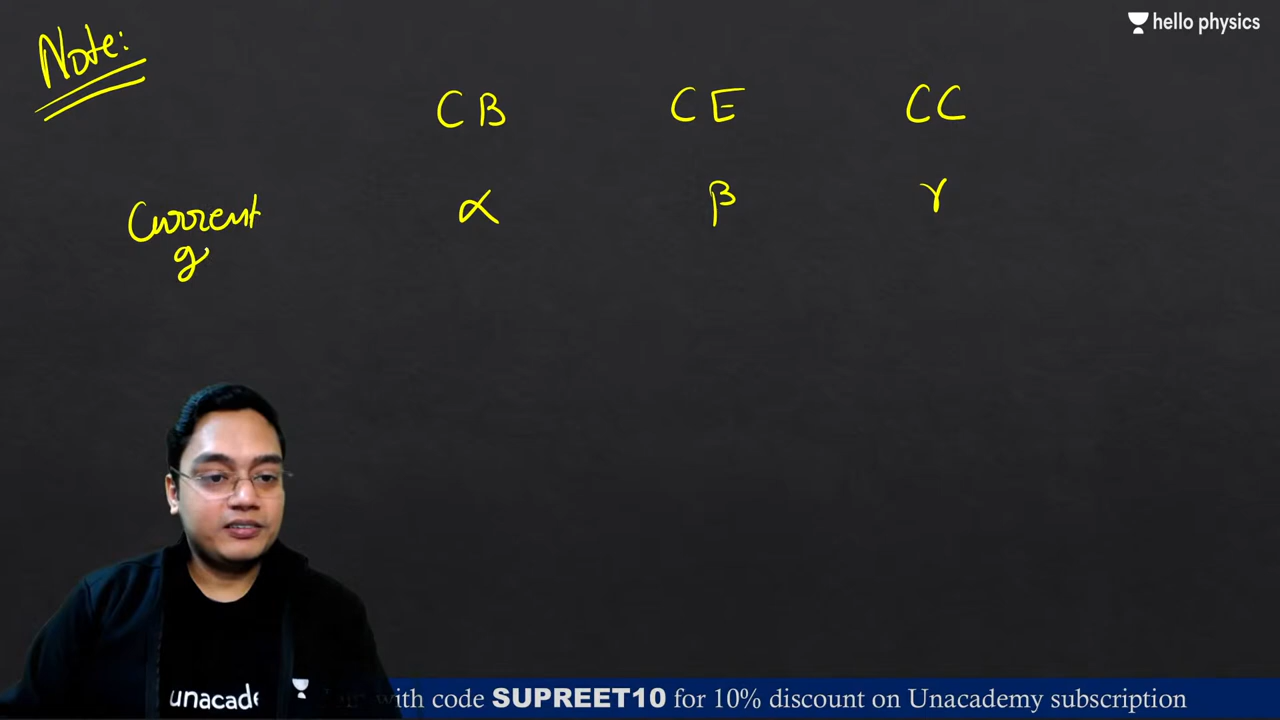 hello physics
Note:
CB CE CC
Current α β γ
g
unacade
with code SUPREET10 for 10% discount on Unacademy subscription